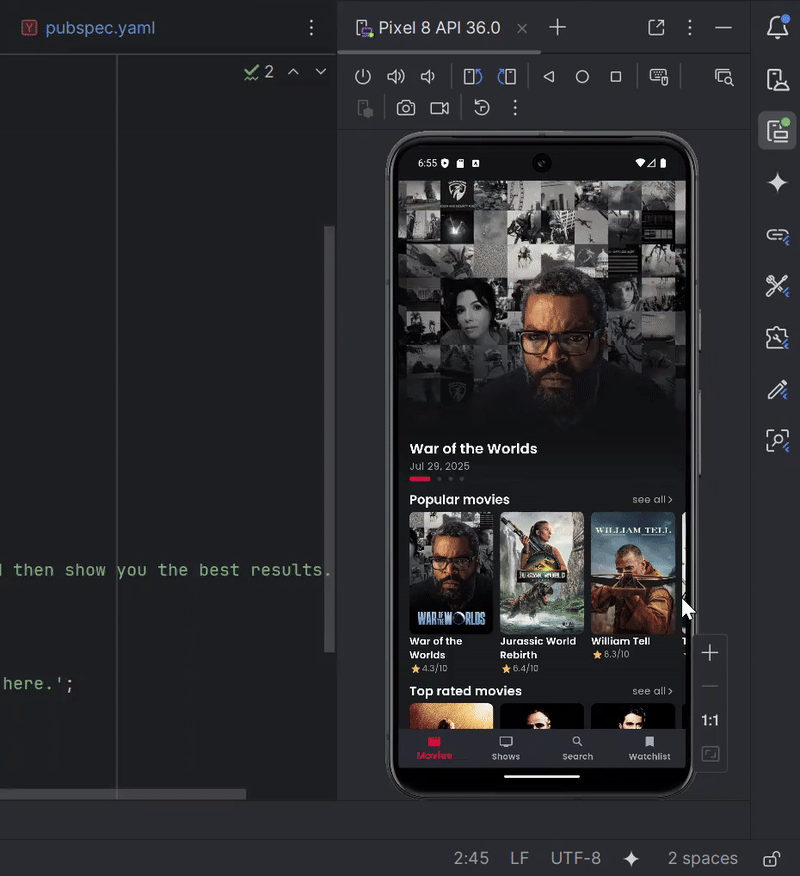 pubspec.yaml
Pixel 8 API 36.0
2
6:55
War of the Worlds
Jul 29, 2025
Popular movies
see all
WILLIAM TELL
JURASSIC WORLD
WAR OF THE WORLDS
War of the
Worlds
4.3/10
Jurassic World
Rebirth
6.4/10
William Tell
6.3/10
T
Top rated movies
see all
Movies
Shows
Search
Watchlist
then show you the best results.
here.';
1:1
2:45
LF
UTF-8
2 spaces